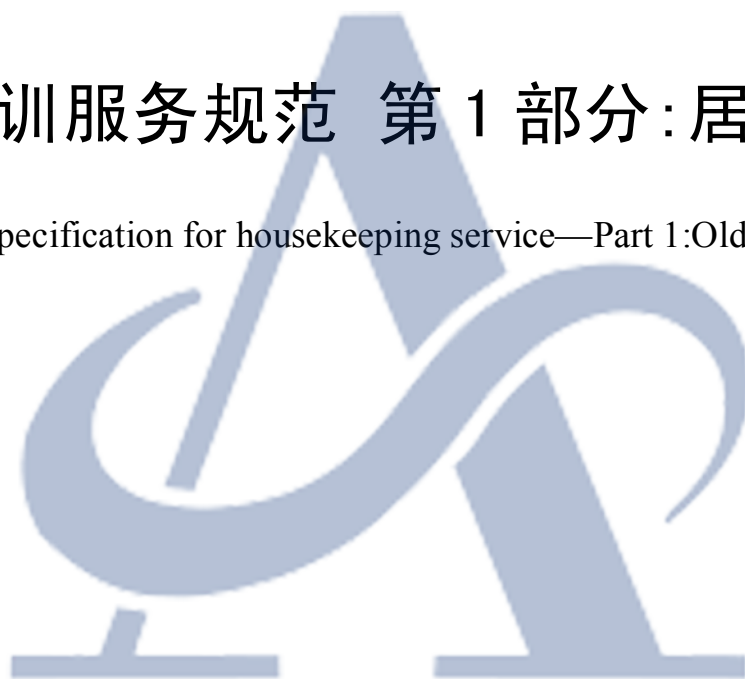 训服务规范 第 1 部分:居
pecification for housekeeping service—Part 1:Old